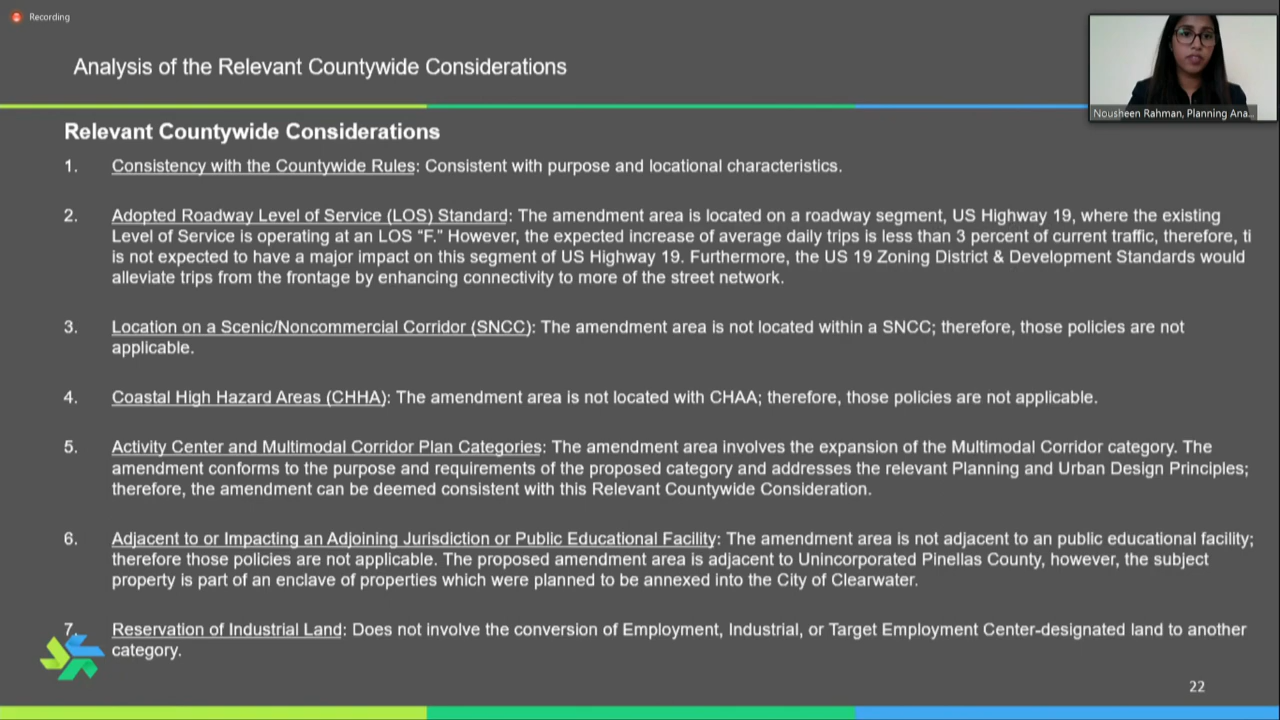 Recording
Analysis of the Relevant Countywide Considerations
Nousheen Rahman, Planning Ana...
Relevant Countywide Considerations
1. Consistency with the Countywide Rules: Consistent with purpose and locational characteristics.
2. Adopted Roadway Level of Service (LOS) Standard: The amendment area is located on a roadway segment, US Highway 19, where the existing
Level of Service is operating at an LOS “F.” However, the expected increase of average daily trips is less than 3 percent of current traffic, therefore, ti
is not expected to have a major impact on this segment of US Highway 19. Furthermore, the US 19 Zoning District & Development Standards would
alleviate trips from the frontage by enhancing connectivity to more of the street network.
3. Location on a Scenic/Noncommercial Corridor (SNCC): The amendment area is not located within a SNCC; therefore, those policies are not
applicable.
4. Coastal High Hazard Areas (CHHA): The amendment area is not located with CHAA; therefore, those policies are not applicable.
5. Activity Center and Multimodal Corridor Plan Categories: The amendment area involves the expansion of the Multimodal Corridor category. The
amendment conforms to the purpose and requirements of the proposed category and addresses the relevant Planning and Urban Design Principles;
therefore, the amendment can be deemed consistent with this Relevant Countywide Consideration.
6. Adjacent to or Impacting an Adjoining Jurisdiction or Public Educational Facility: The amendment area is not adjacent to an public educational facility;
therefore those policies are not applicable. The proposed amendment area is adjacent to Unincorporated Pinellas County, however, the subject
property is part of an enclave of properties which were planned to be annexed into the City of Clearwater.
7. Reservation of Industrial Land: Does not involve the conversion of Employment, Industrial, or Target Employment Center-designated land to another
category.
22